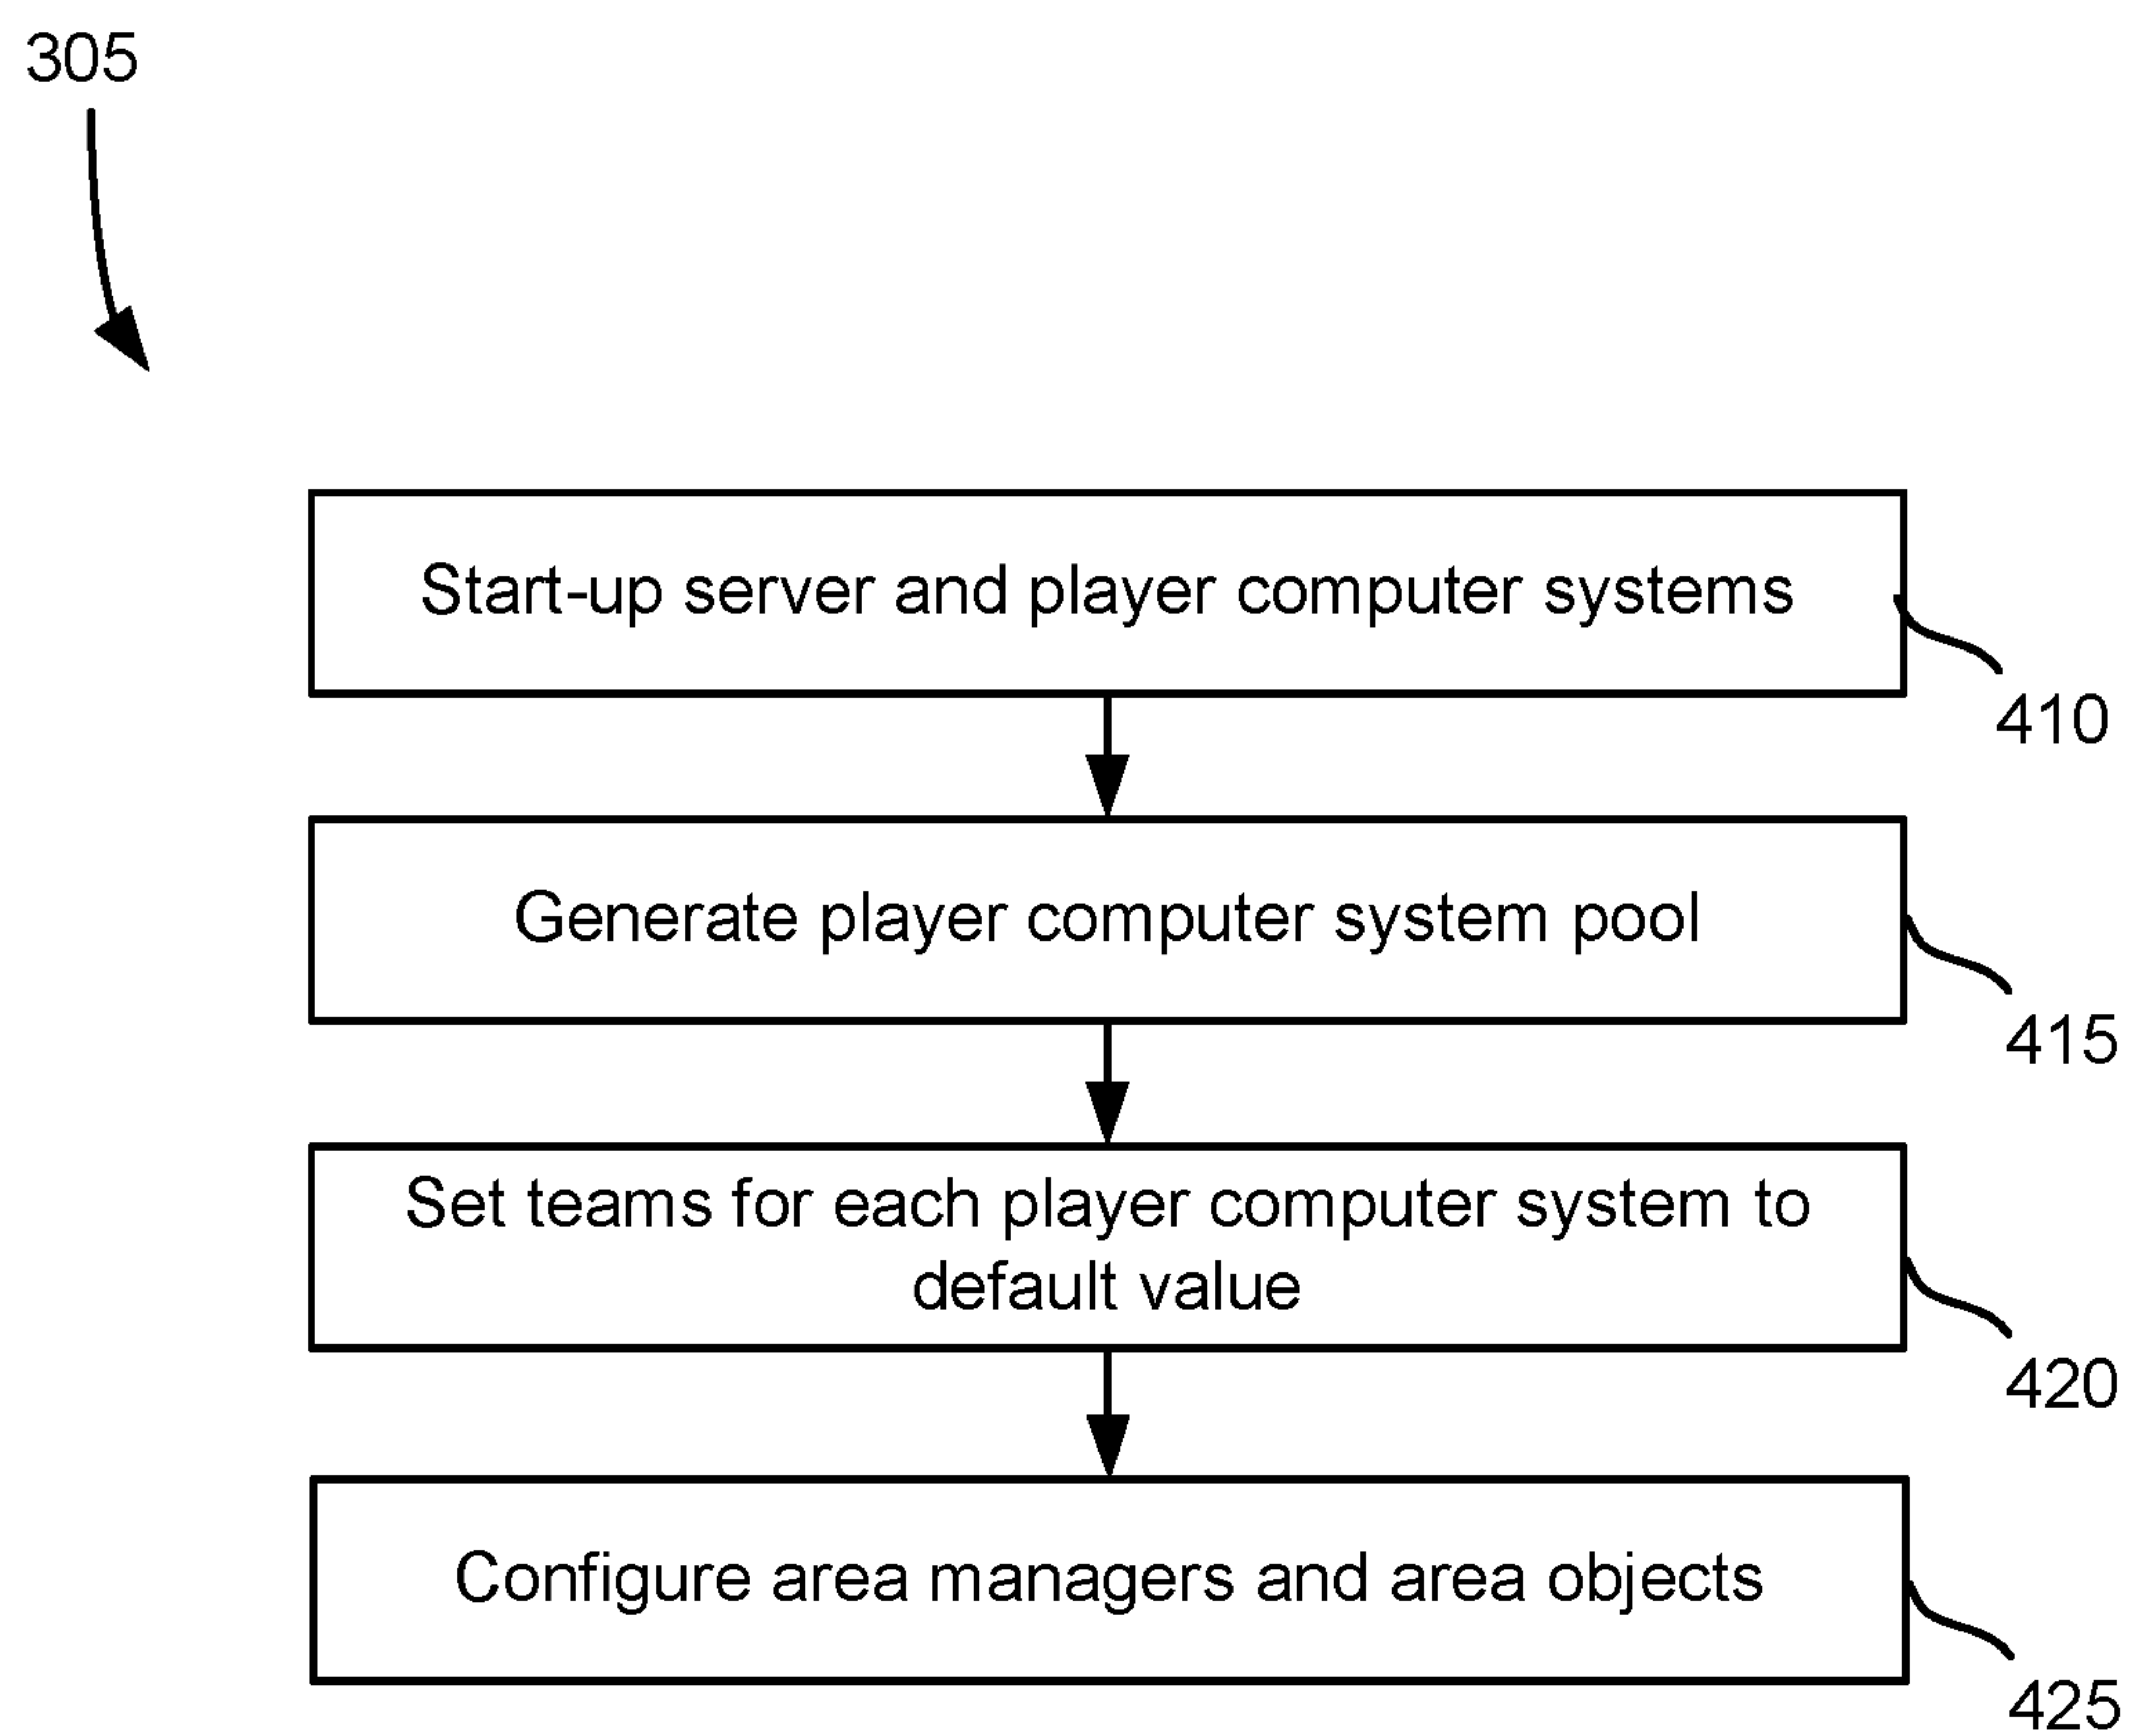 305
Start-up server and player computer systems
410
Generate player computer system pool
415
Set teams for each player computer system to
default value
420
Configure area managers and area objects
425